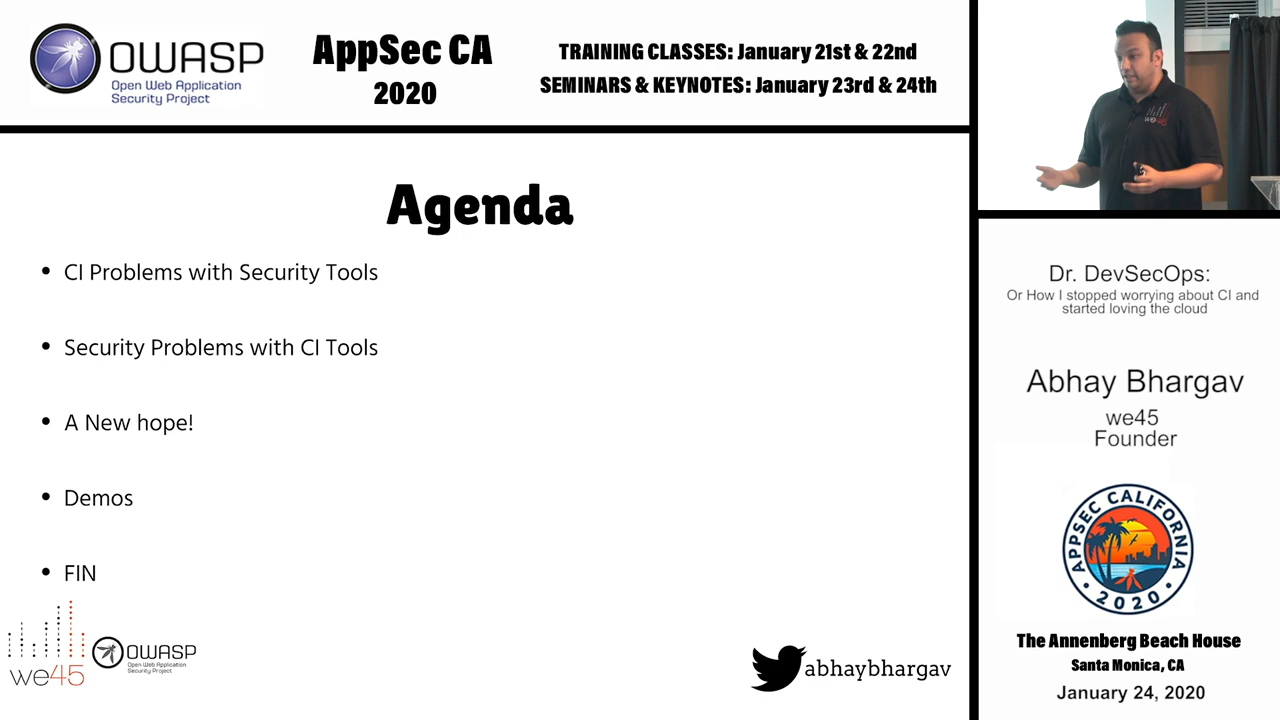 OWASP
Open Web Application
Security Project
AppSec CA
2020
TRAINING CLASSES: January 21st & 22nd
SEMINARS & KEYNOTES: January 23rd & 24th
Agenda
• CI Problems with Security Tools
• Security Problems with CI Tools
• A New hope!
• Demos
• FIN
we45
OWASP
Open Web Application
Security Project
abhaybhargav
we45
Dr. DevSecOps:
Or How I stopped worrying about CI and
started loving the cloud
Abhay Bhargav
we45
Founder
APPSEC CALIFORNIA
• 2020 •
The Annenberg Beach House
Santa Monica, CA
January 24, 2020